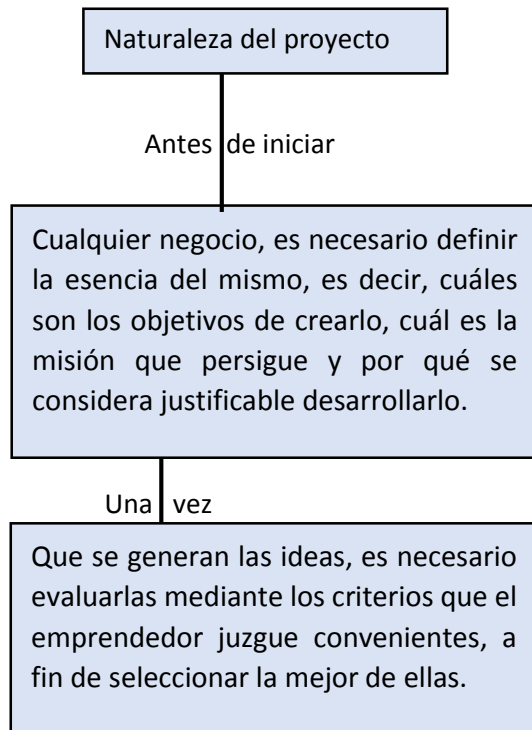 Naturaleza del proyecto
Antes de iniciar
Cualquier negocio, es necesario definir
la esencia del mismo, es decir, cuáles
son los objetivos de crearlo, cuál es la
misión que persigue y por qué se
considera justificable desarrollarlo.
Una vez
Que se generan las ideas, es necesario
evaluarlas mediante los criterios que el
emprendedor juzgue convenientes, a
fin de seleccionar la mejor de ellas.